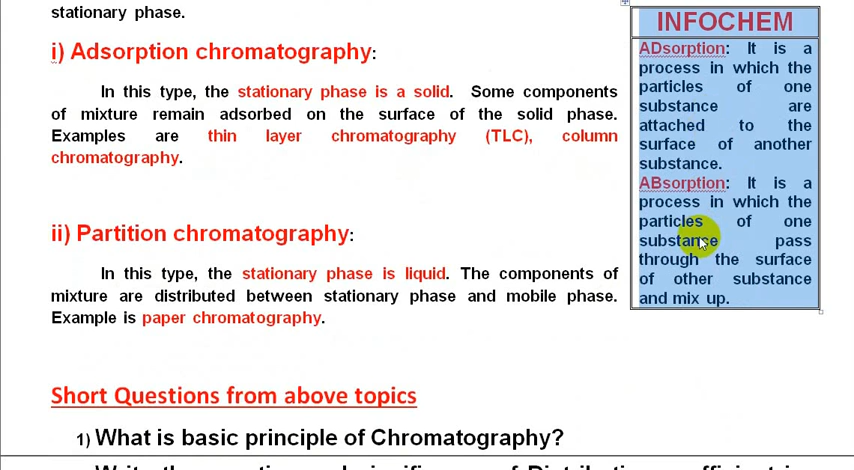 stationary phase.
i) Adsorption chromatography:
In this type, the stationary phase is a solid. Some components
of mixture remain adsorbed on the surface of the solid phase.
Examples are thin layer chromatography (TLC), column
chromatography.
ii) Partition chromatography:
In this type, the stationary phase is liquid. The components of
mixture are distributed between stationary phase and mobile phase.
Example is paper chromatography.
Short Questions from above topics
1) What is basic principle of Chromatography?
INFOCHEM
ADsorption: It is a
process in which the
particles of one
substance are
attached to the
surface of another
substance.
ABsorption: It is a
process in which the
particles of one
substance pass
through the surface
of other substance
and mix up.